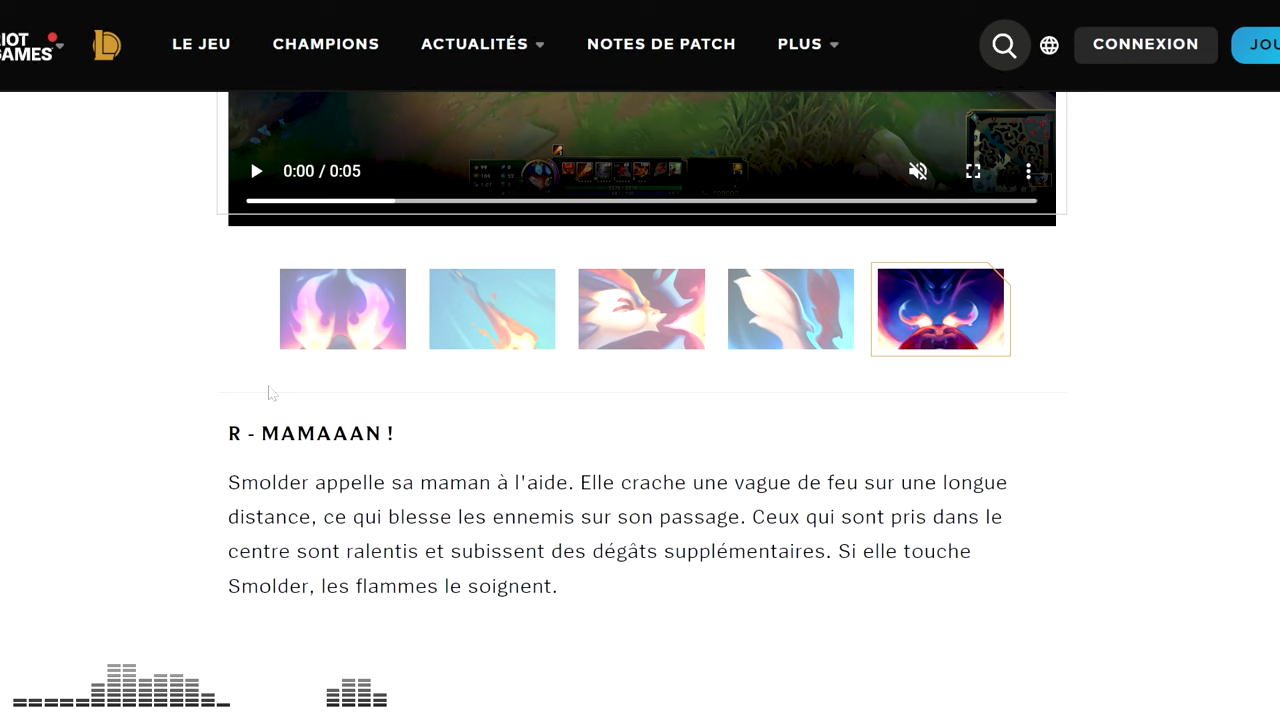 RIOT
GAMES
LE JEU
CHAMPIONS
ACTUALITÉS
NOTES DE PATCH
PLUS
CONNEXION
JOU
0:00 / 0:05
R - MAMAAAN !
Smolder appelle sa maman à l'aide. Elle crache une vague de feu sur une longue
distance, ce qui blesse les ennemis sur son passage. Ceux qui sont pris dans le
centre sont ralentis et subissent des dégâts supplémentaires. Si elle touche
Smolder, les flammes le soignent.